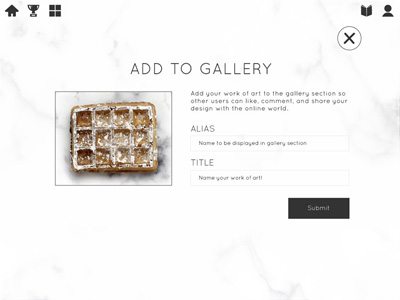 ADD TO GALLERY
Add your work of art to the gallery section so
other users can like, comment, and share your
design with the online world.
ALIAS
Name to be displayed in gallery section
TITLE
Name your work of art!
Submit